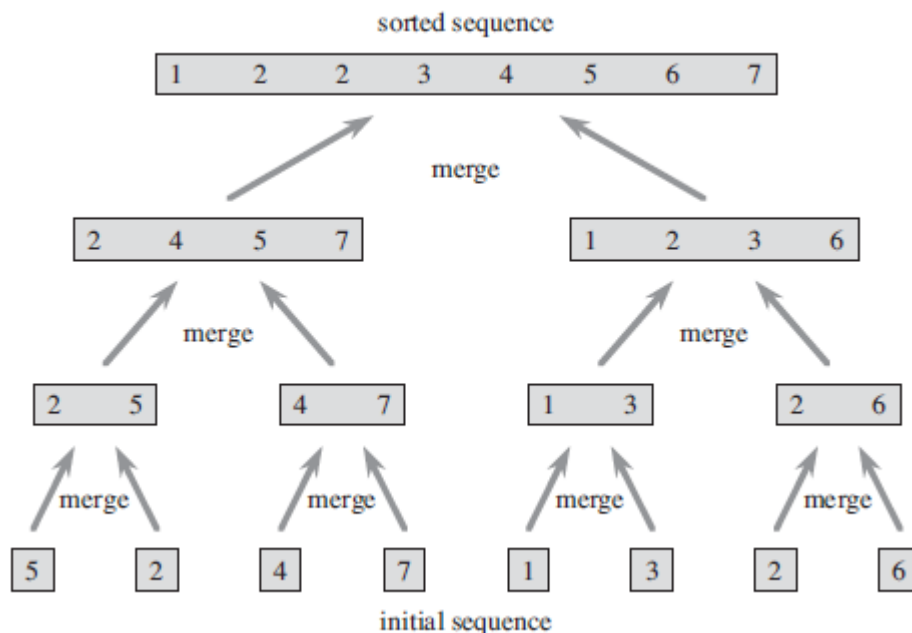 sorted sequence
1 2 2 3 4 5 6 7
merge
2 4 5 7 1 2 3 6
merge merge
2 5 4 7 1 3 2 6
merge merge merge merge
5 2 4 7 1 3 2 6
initial sequence